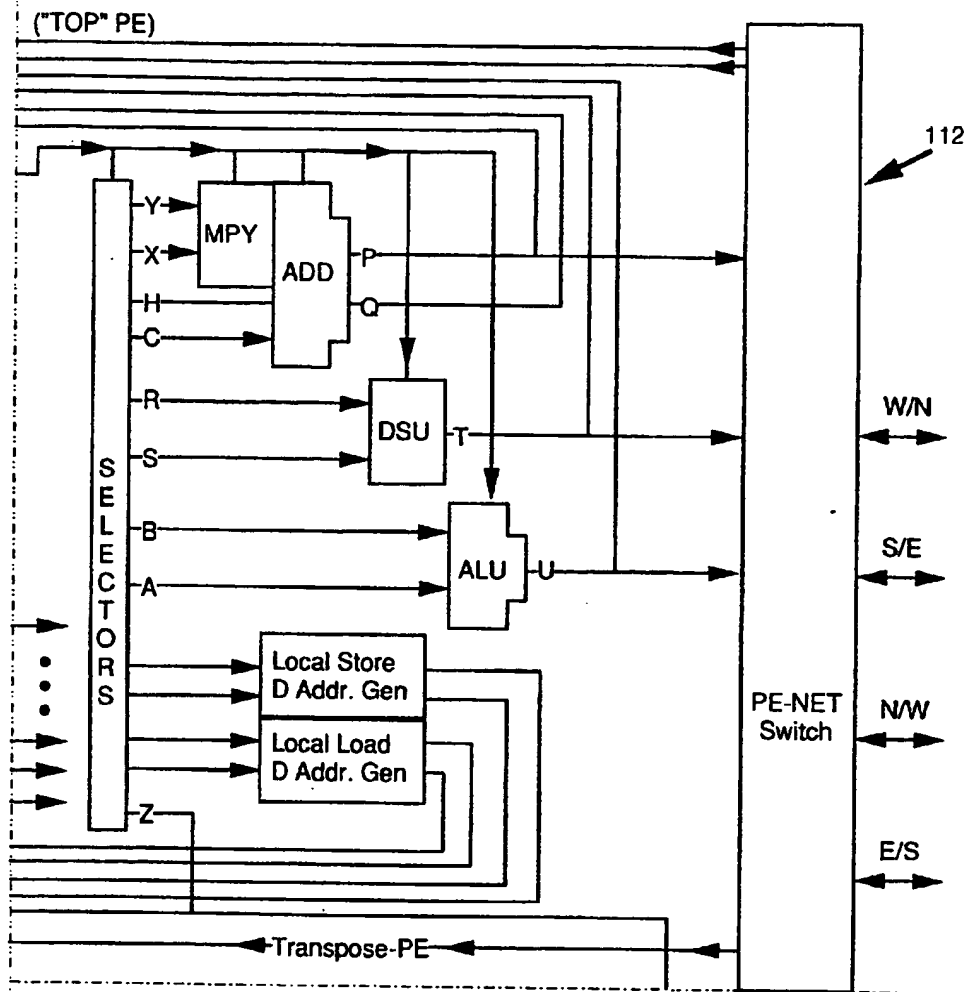 ("TOP" PE)
112
Y
MPY
X
ADD
P
H
Q
C
R
DSU
T
S
W/N
SELECTORS
B
ALU
U
S/E
A
Local Store
D Addr. Gen
Local Load
D Addr. Gen
PE-NET
Switch
N/W
Z
E/S
Transpose-PE